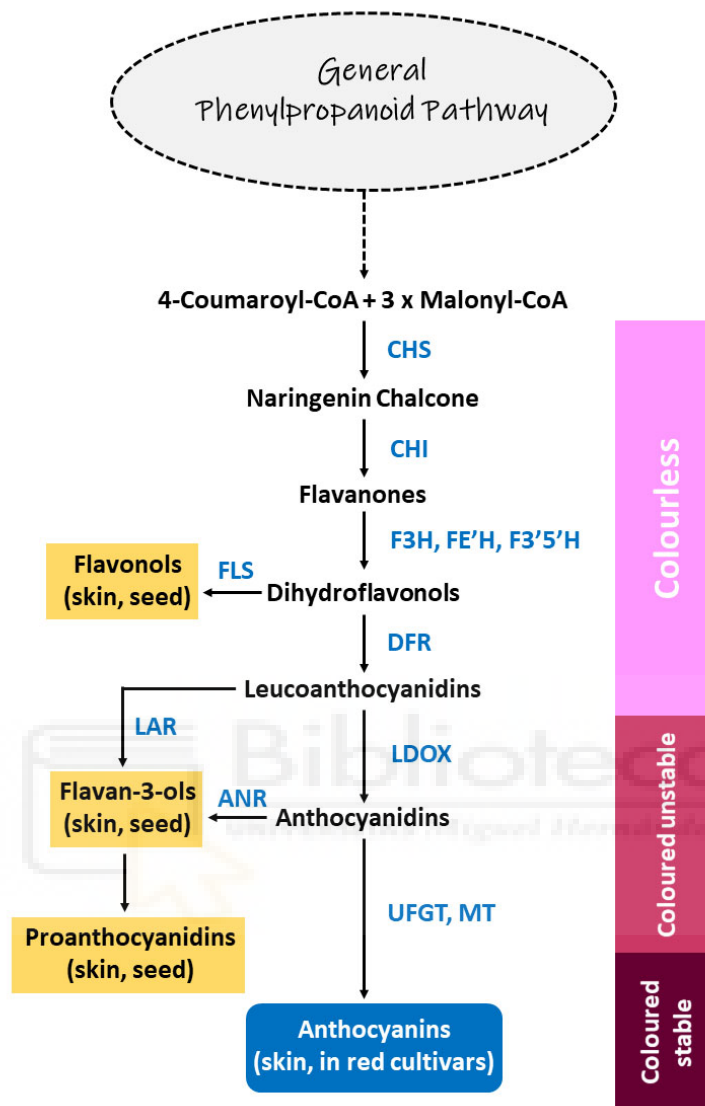 General
Phenylpropanoid Pathway
4-Coumaroyl-CoA + 3 x Malonyl-CoA
CHS
Naringenin Chalcone
CHI
Flavanones
F3H, FE'H, F3'5'H
Flavonols
(skin, seed)
FLS
Dihydroflavonols
DFR
Leucoanthocyanidins
LAR
LDOX
Flavan-3-ols
(skin, seed)
ANR
Anthocyanidins
UFGT, MT
Proanthocyanidins
(skin, seed)
Anthocyanins
(skin, in red cultivars)
Colourless
Coloured unstable
Coloured
stable
Biblioteca
Miguel